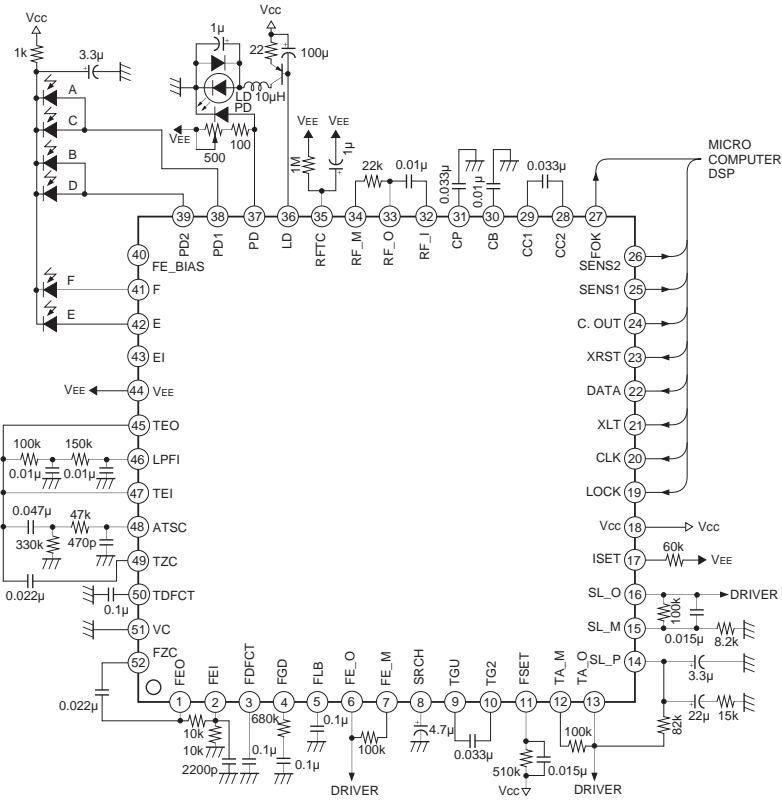 Vcc
1k
3.3µ
A
C
B
D
F
E
1µ
LD
PD
10µH
VEE
500
100
Vcc
22
100µ
VEE
VEE
1M
1µ
22k
0.01µ
0.033µ
0.01µ
0.033µ
MICRO
COMPUTER
DSP
39 38 37 36 35 34 33 32 31 30 29 28 27
PD2 PD1 PD LD RFTC RF_M RF_O RF_I CP CB CC1 CC2 FOK
40 FE_BIAS
41 F
42 E
43 EI
VEE 44 VEE
45 TEO
100k 150k 46 LPFI
0.01µ 0.01µ
47 TEI
0.047µ 47k 48 ATSC
330k 470p
49 TZC
0.022µ
50 TDFCT
0.1µ
51 VC
52 FZC
SENS2 26
SENS1 25
C. OUT 24
XRST 23
DATA 22
XLT 21
CLK 20
LOCK 19
Vcc 18 Vcc
ISET 17 60k VEE
SL_O 16 DRIVER
100k
0.015µ
SL_M 15 8.2k
SL_P 14
3.3µ
22µ 15k
82k
FEO FEI FDFCT FGD FLB FE_O FE_M SRCH TGU TG2 FSET TA_M TA_O
1 2 3 4 5 6 7 8 9 10 11 12 13
0.022µ
10k
10k
2200p
0.1µ
680k
0.1µ
0.1µ
100k
DRIVER
4.7µ
0.033µ
510k
0.015µ
Vcc
100k
DRIVER